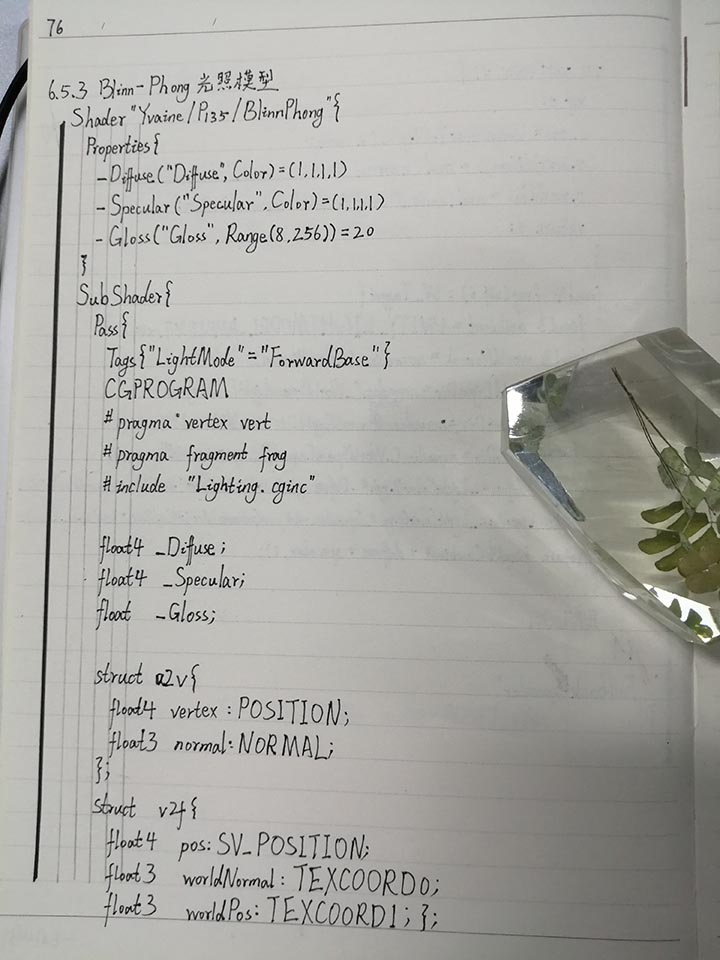 76
6.5.3 Blinn-Phong 光照模型
Shader "Yvaine/P135/BlinnPhong"{
Properties{
_Diffuse("Diffuse",Color)=(1,1,1,1)
_Specular("Specular",Color)=(1,1,1,1)
_Gloss("Gloss",Range(8,256))=20
}
SubShader{
Pass{
Tags{"LightMode"="ForwardBase"}
CGPROGRAM
#pragma vertex vert
#pragma fragment frag
#include "Lighting.cginc"
float4 _Diffuse;
float4 _Specular;
float _Gloss;
struct a2v{
float4 vertex:POSITION;
float3 normal:NORMAL;
};
struct v2f{
float4 pos:SV_POSITION;
float3 worldNormal:TEXCOORD0;
float3 worldPos:TEXCOORD1;};